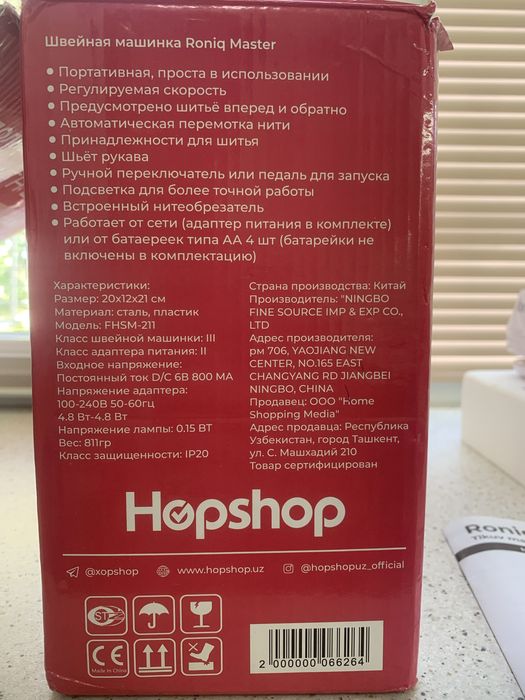 Швейная машинка Roniq Master
• Портативная, проста в использовании
• Регулируемая скорость
• Предусмотрено шитьё вперед и обратно
• Автоматическая перемотка нити
• Принадлежности для шитья
• Шьёт рукава
• Ручной переключатель или педаль для запуска
• Подсветка для более точной работы
• Встроенный нитеобрезатель
• Работает от сети (адаптер питания в комплекте)
или от батаереек типа АА 4 шт (батарейки не
включены в комплектацию)
Характеристики:
Размер: 20x12x21 см
Материал: сталь, пластик
Модель: FHSM-211
Класс швейной машинки: III
Класс адаптера питания: II
Входное напряжение:
Постоянный ток D/C 6В 800 МА
Напряжение адаптера:
100-240В 50-60гц
4.8 Вт-4.8 Вт
Напряжение лампы: 0.15 ВТ
Вес: 811гр
Класс защищенности: IP20
Страна производства: Китай
Производитель: "NINGBO
FINE SOURCE IMP & EXP CO.,
LTD
Адрес производителя:
рм 706, YAOJIANG NEW
CENTER, NO.165 EAST
CHANGYANG RD JIANGBEI
NINGBO, CHINA
Продавец: ООО "Home
Shopping Media"
Адрес продавца: Республика
Узбекистан, город Ташкент,
ул. С. Машхадий 210
Товар сертифицирован
Hopshop
@xopshop
www.hopshop.uz
@hopshopuz_official
CE
Made in China
2 000000 066264
Roniq
Tikuv ma